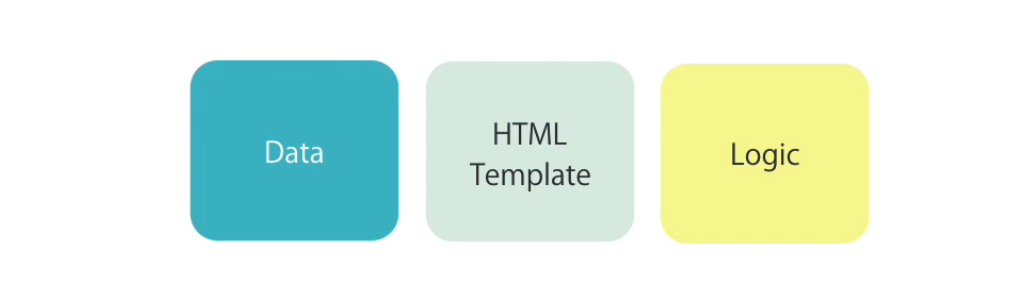 Data
HTML
Template
Logic